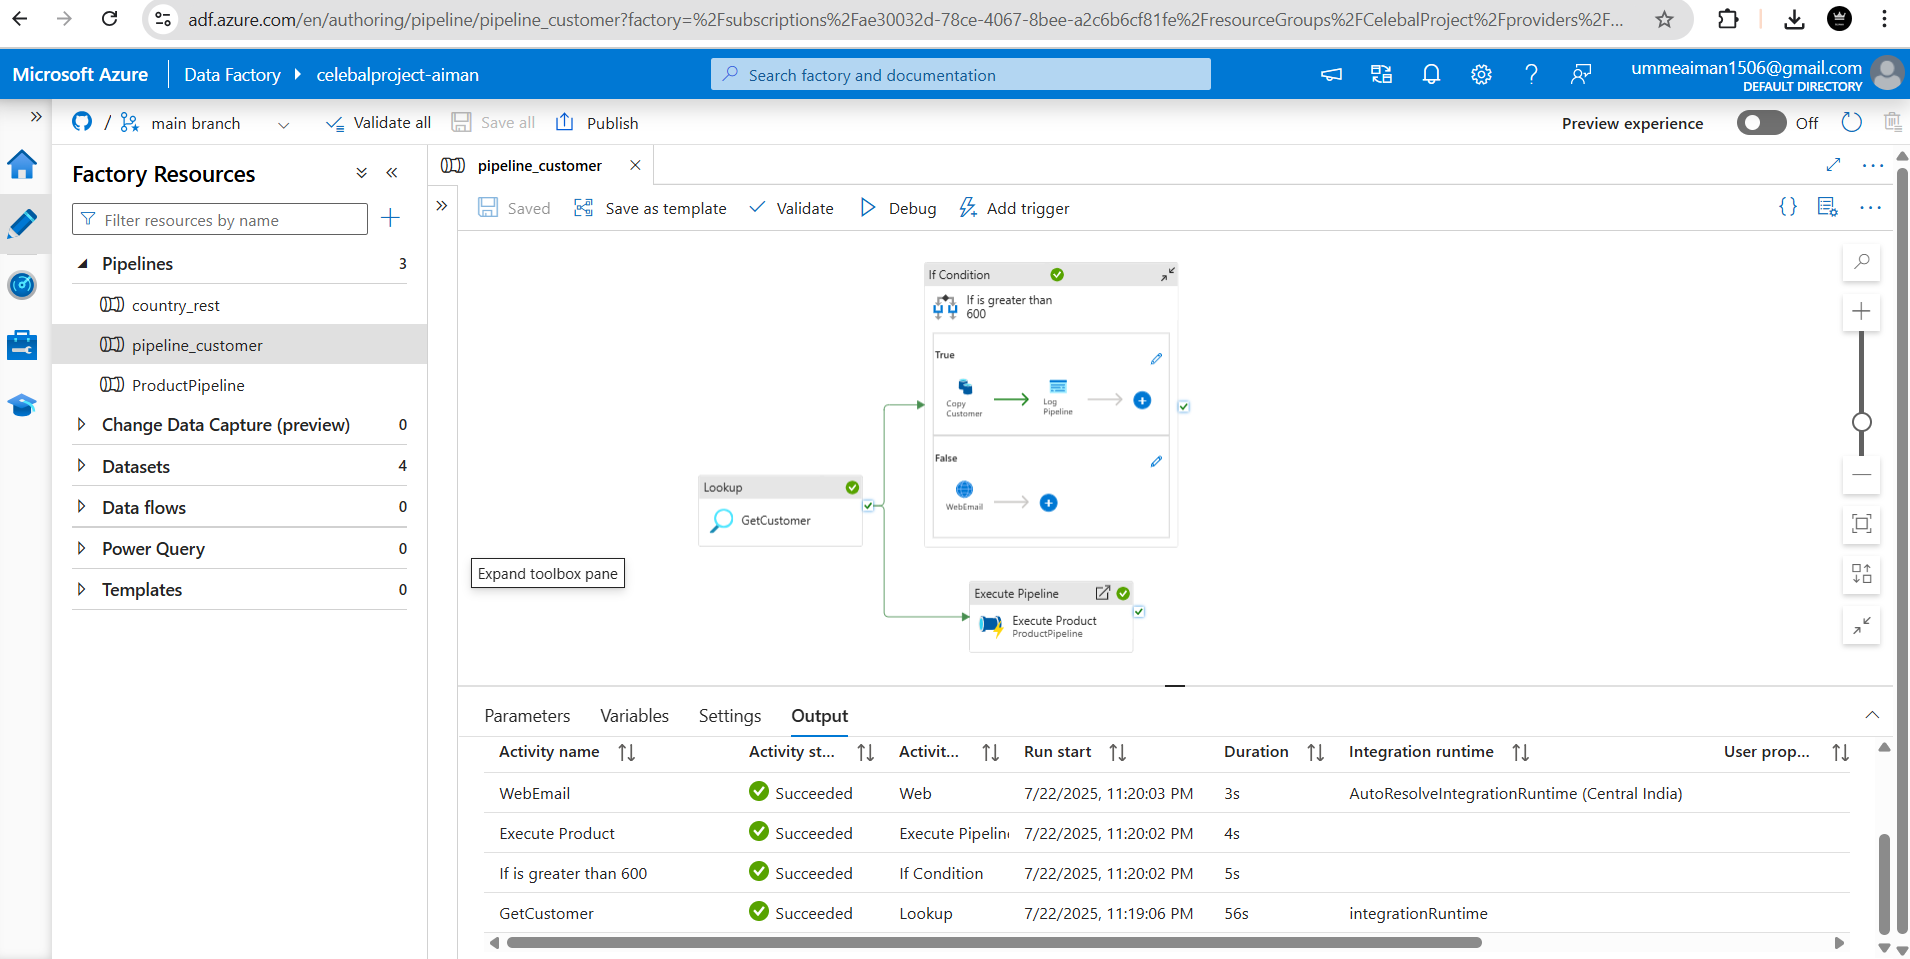 adf.azure.com/en/authoring/pipeline/pipeline_customer?factory=%2Fsubscriptions%2Fae30032d-78ce-4067-8bee-a2c6b6cf81fe%2FresourceGroups%2FCelebalProject%2Fproviders%2F...
Microsoft Azure Data Factory celebalproject-aiman
Search factory and documentation
ummeaiman1506@gmail.com
DEFAULT DIRECTORY
/ main branch Validate all Save all Publish
Preview experience Off
Factory Resources
Filter resources by name
Pipelines 3
country_rest
pipeline_customer
ProductPipeline
Change Data Capture (preview) 0
Datasets 4
Data flows 0
Power Query 0
Templates 0
pipeline_customer
Saved Save as template Validate Debug Add trigger
If Condition
If is greater than
600
True
Copy
Customer
Log
Pipeline
False
WebEmail
Lookup
GetCustomer
Expand toolbox pane
Execute Pipeline
Execute Product
ProductPipeline
Parameters Variables Settings Output
Activity name Activity st... Activit... Run start Duration Integration runtime User prop...
WebEmail Succeeded Web 7/22/2025, 11:20:03 PM 3s AutoResolveIntegrationRuntime (Central India)
Execute Product Succeeded Execute Pipelin 7/22/2025, 11:20:02 PM 4s
If is greater than 600 Succeeded If Condition 7/22/2025, 11:20:02 PM 5s
GetCustomer Succeeded Lookup 7/22/2025, 11:19:06 PM 56s integrationRuntime